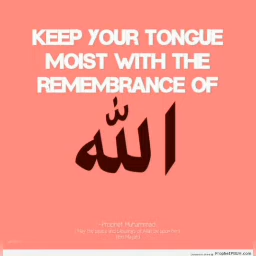 KEEP YOUR TONGUE
MOIST WITH THE
REMEMBRANCE OF
الله
Prophet Muhammad